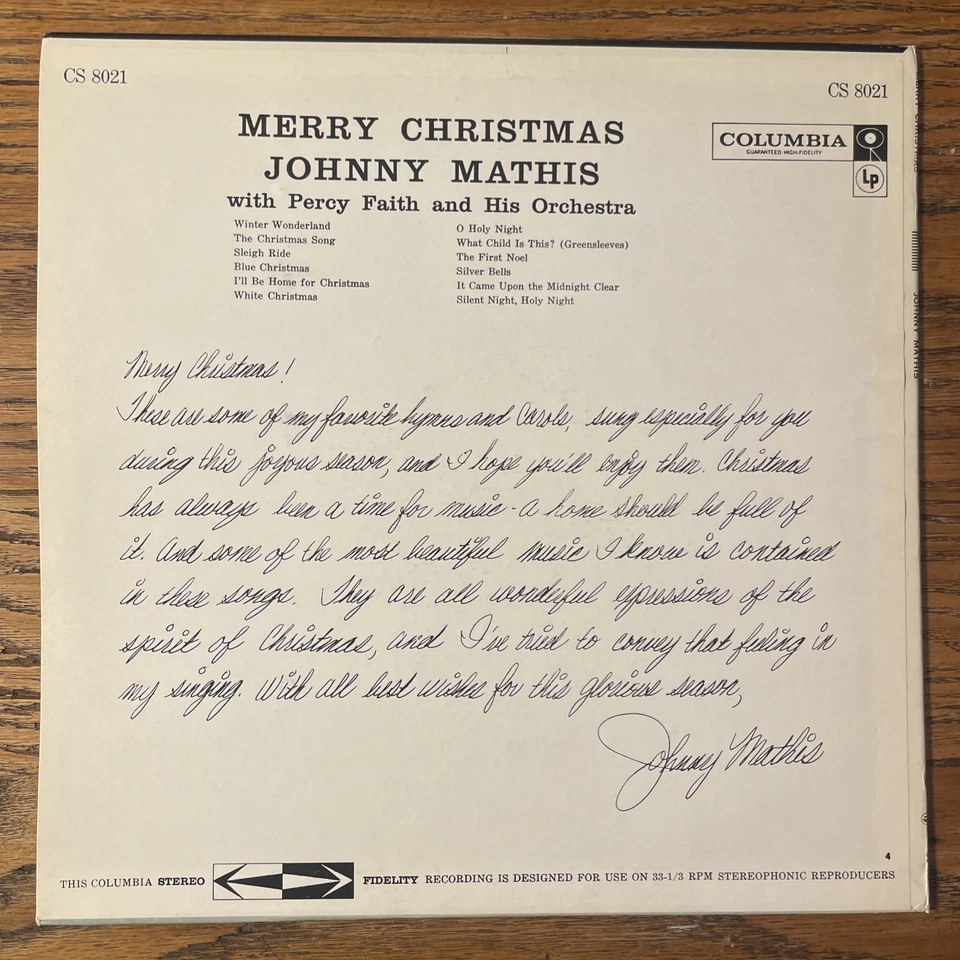 CS 8021
CS 8021
MERRY CHRISTMAS
JOHNNY MATHIS
with Percy Faith and His Orchestra
COLUMBIA
GUARANTEED HIGH-FIDELITY
Lp
Winter Wonderland
The Christmas Song
Sleigh Ride
Blue Christmas
I'll Be Home for Christmas
White Christmas
O Holy Night
What Child Is This? (Greensleeves)
The First Noel
Silver Bells
It Came Upon the Midnight Clear
Silent Night, Holy Night
Merry Christmas!
These are some of my favorite hymns and Carols, sung especially for you
during this joyous season, and I hope you'll enjoy them. Christmas
has always been a time for music - a home should be full of
it. And some of the most beautiful music I know is contained
in these songs. They are all wonderful expressions of the
spirit of Christmas, and I've tried to convey that feeling in
my singing. With all best wishes for this glorious season,
Johnny Mathis
4
THIS COLUMBIA STEREO FIDELITY RECORDING IS DESIGNED FOR USE ON 33-1/3 RPM STEREOPHONIC REPRODUCERS
JOHNNY MATHIS